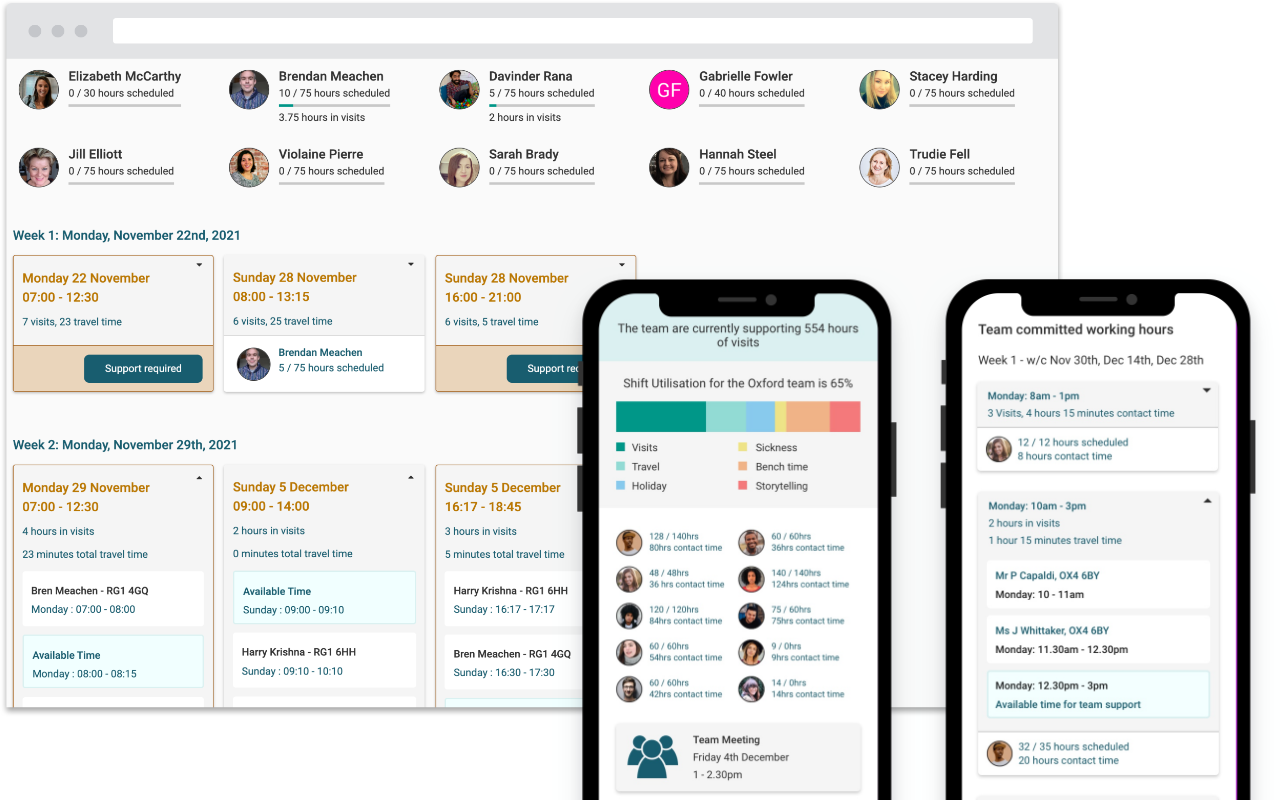 Elizabeth McCarthy
0 / 30 hours scheduled
Brendan Meachen
10 / 75 hours scheduled
3.75 hours in visits
Davinder Rana
5 / 75 hours scheduled
2 hours in visits
GF
Gabrielle Fowler
0 / 40 hours scheduled
Stacey Harding
0 / 75 hours scheduled
Jill Elliott
0 / 75 hours scheduled
Violaine Pierre
0 / 75 hours scheduled
Sarah Brady
0 / 75 hours scheduled
Hannah Steel
0 / 75 hours scheduled
Trudie Fell
0 / 75 hours scheduled
Week 1: Monday, November 22nd, 2021
Monday 22 November
07:00 - 12:30
7 visits, 23 travel time
Support required
Sunday 28 November
08:00 - 13:15
6 visits, 25 travel time
Brendan Meachen
5 / 75 hours scheduled
Sunday 28 November
16:00 - 21:00
6 visits, 5 travel time
Support re
Week 2: Monday, November 29th, 2021
Monday 29 November
07:00 - 12:30
4 hours in visits
23 minutes total travel time
Bren Meachen - RG1 4GQ
Monday : 07:00 - 08:00
Available Time
Monday : 08:00 - 08:15
Sunday 5 December
09:00 - 14:00
2 hours in visits
0 minutes total travel time
Available Time
Sunday : 09:00 - 09:10
Harry Krishna - RG1 6HH
Sunday : 09:10 - 10:10
Sunday 5 December
16:17 - 18:45
3 hours in visits
5 minutes total travel time
Harry Krishna - RG1 6HH
Sunday : 16:17 - 17:17
Bren Meachen - RG1 4GQ
Sunday : 16:30 - 17:30
The team are currently supporting 554 hours
of visits
Shift Utilisation for the Oxford team is 65%
Visits
Travel
Holiday
Sickness
Bench time
Storytelling
128 / 140hrs
80hrs contact time
60 / 60hrs
36hrs contact time
48 / 48hrs
36 hrs contact time
140 / 140hrs
124hrs contact time
120 / 120hrs
84hrs contact time
75 / 60hrs
75hrs contact time
60 / 60hrs
54hrs contact time
9 / 0hrs
9hrs contact time
60 / 60hrs
42hrs contact time
14 / 0hrs
14hrs contact time
Team Meeting
Friday 4th December
1 - 2.30pm
Team committed working hours
Week 1 - w/c Nov 30th, Dec 14th, Dec 28th
Monday: 8am - 1pm
3 Visits, 4 hours 15 minutes contact time
12 / 12 hours scheduled
8 hours contact time
Monday: 10am - 3pm
2 hours in visits
1 hour 15 minutes travel time
Mr P Capaldi, OX4 6BY
Monday: 10 - 11am
Ms J Whittaker, OX4 6BY
Monday: 11.30am - 12.30pm
Monday: 12.30pm - 3pm
Available time for team support
32 / 35 hours scheduled
20 hours contact time